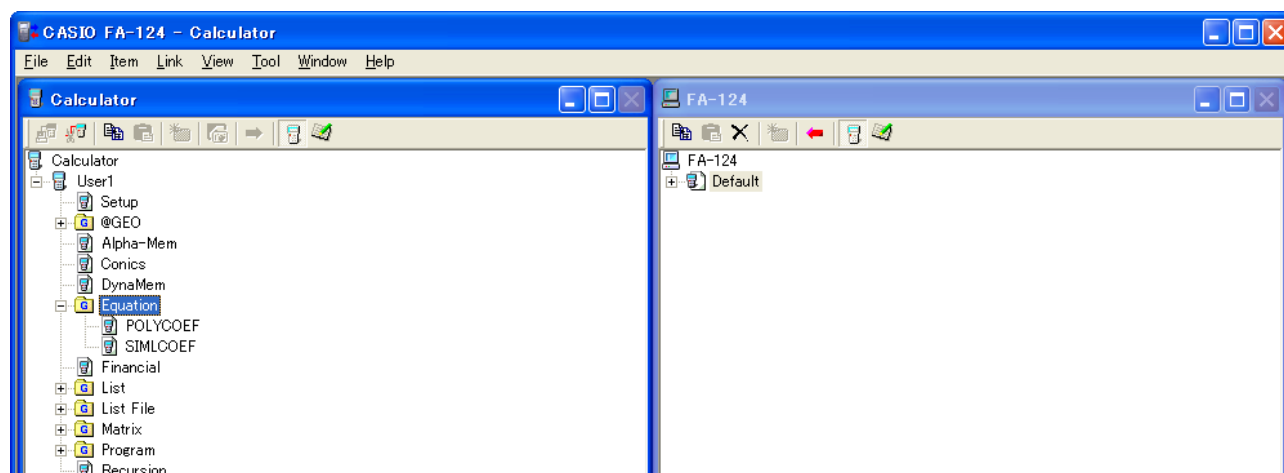 CASIO FA-124 - Calculator
File Edit Item Link View Tool Window Help
Calculator
Calculator
User1
Setup
@GEO
Alpha-Mem
Conics
DynaMem
Equation
POLYCOEF
SIMLCOEF
Financial
List
List File
Matrix
Program
Recursion
FA-124
FA-124
Default